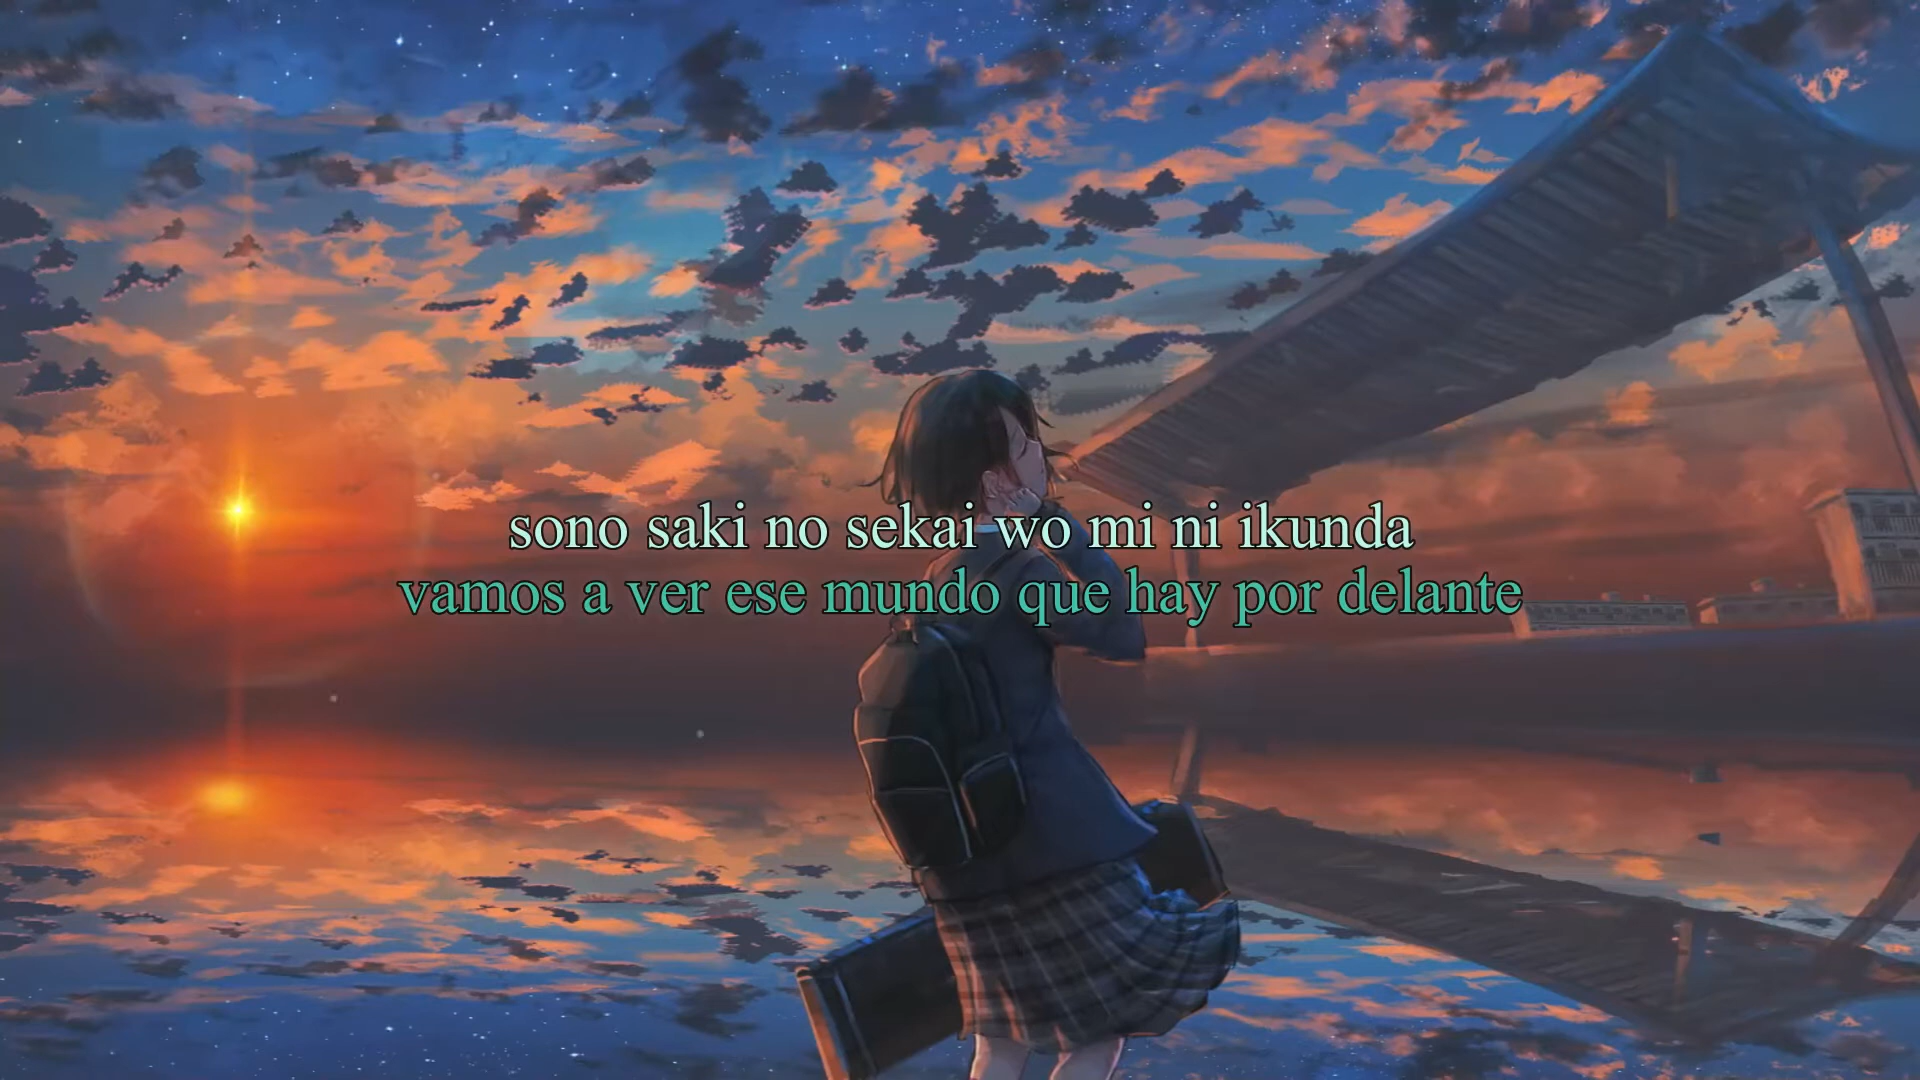 sono saki no sekai wo mi ni ikunda
vamos a ver ese mundo que hay por delante